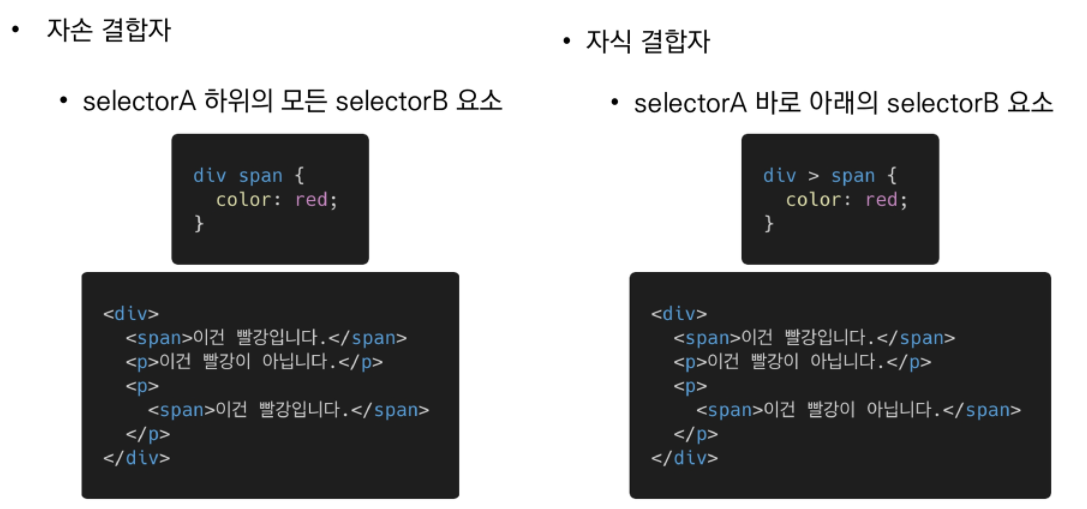 • 자손 결합자
• selectorA 하위의 모든 selectorB 요소
div span {
  color: red;
}
<div>
  <span>이건 빨강입니다.</span>
  <p>이건 빨강이 아닙니다.</p>
  <p>
    <span>이건 빨강입니다.</span>
  </p>
</div>
• 자식 결합자
• selectorA 바로 아래의 selectorB 요소
div > span {
  color: red;
}
<div>
  <span>이건 빨강입니다.</span>
  <p>이건 빨강이 아닙니다.</p>
  <p>
    <span>이건 빨강이 아닙니다.</span>
  </p>
</div>